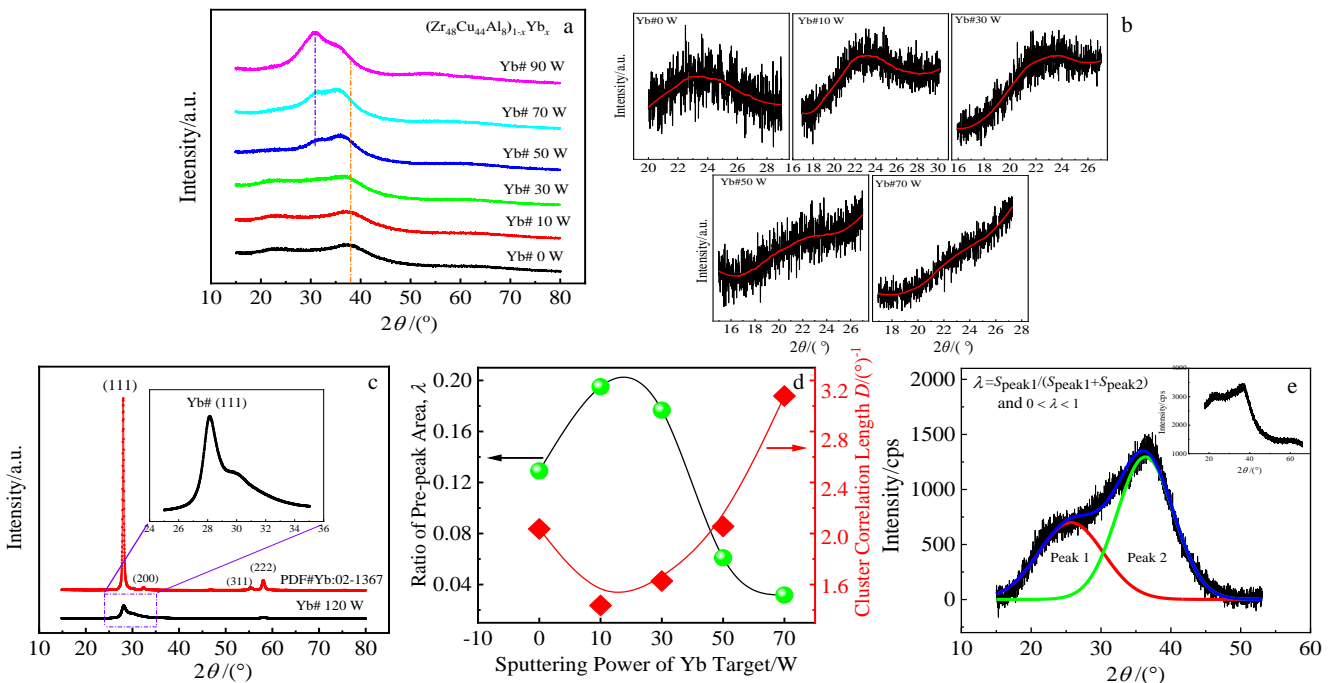 (Zr48Cu44Al8)1-xYbx
a
Yb# 90 W
Yb# 70 W
Yb# 50 W
Yb# 30 W
Yb# 10 W
Yb# 0 W
Intensity/a.u.
10 20 30 40 50 60 70 80
2θ/(°)
b
Yb#0 W
Yb#10 W
Yb#30 W
Intensity/a.u.
20 22 24 26 28
16 18 20 22 24 26 28 30
16 18 20 22 24 26
Yb#50 W
Yb#70 W
Intensity/a.u.
16 18 20 22 24 26
18 20 22 24 26 28
2θ/(°)
2θ/(°)
c
(111)
Yb# (111)
24 26 28 30 32 34 36
(200)
(311)
(222)
PDF#Yb:02-1367
Yb# 120 W
Intensity/a.u.
10 20 30 40 50 60 70 80
2θ/(°)
d
Ratio of Pre-peak Area, λ
0.20
0.16
0.12
0.08
0.04
Cluster Correlation Length D/(°)-1
3.2
2.8
2.4
2.0
1.6
-10 0 10 30 50 70
Sputtering Power of Yb Target/W
e
λ=Speak1/(Speak1+Speak2)
and 0<λ<1
Intensity/cps
4000
3000
2000
1000
20 40 60
2θ/(°)
Intensity/cps
2000
1500
1000
500
0
Peak 1
Peak 2
10 20 30 40 50 60
2θ/(°)